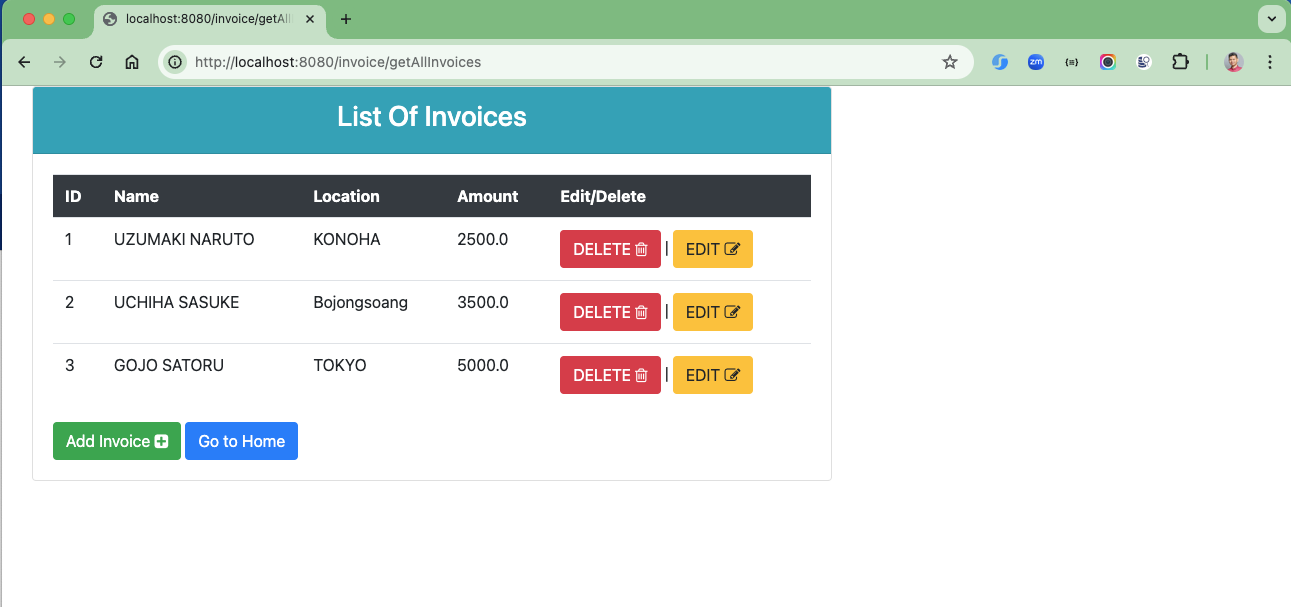 localhost:8080/invoice/getAll
http://localhost:8080/invoice/getAllInvoices
zm
List Of Invoices
ID Name Location Amount Edit/Delete
1 UZUMAKI NARUTO KONOHA 2500.0 DELETE | EDIT
2 UCHIHA SASUKE Bojongsoang 3500.0 DELETE | EDIT
3 GOJO SATORU TOKYO 5000.0 DELETE | EDIT
Add Invoice Go to Home